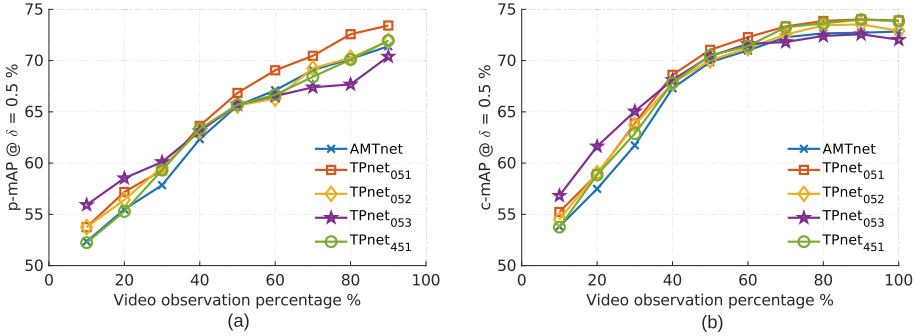 75
70
65
60
55
50
0 20 40 60 80 100
p-mAP @ δ = 0.5 %
Video observation percentage %
AMTnet
TPnet051
TPnet052
TPnet053
TPnet451
(a)
75
70
65
60
55
50
0 20 40 60 80 100
c-mAP @ δ = 0.5 %
Video observation percentage %
AMTnet
TPnet051
TPnet052
TPnet053
TPnet451
(b)